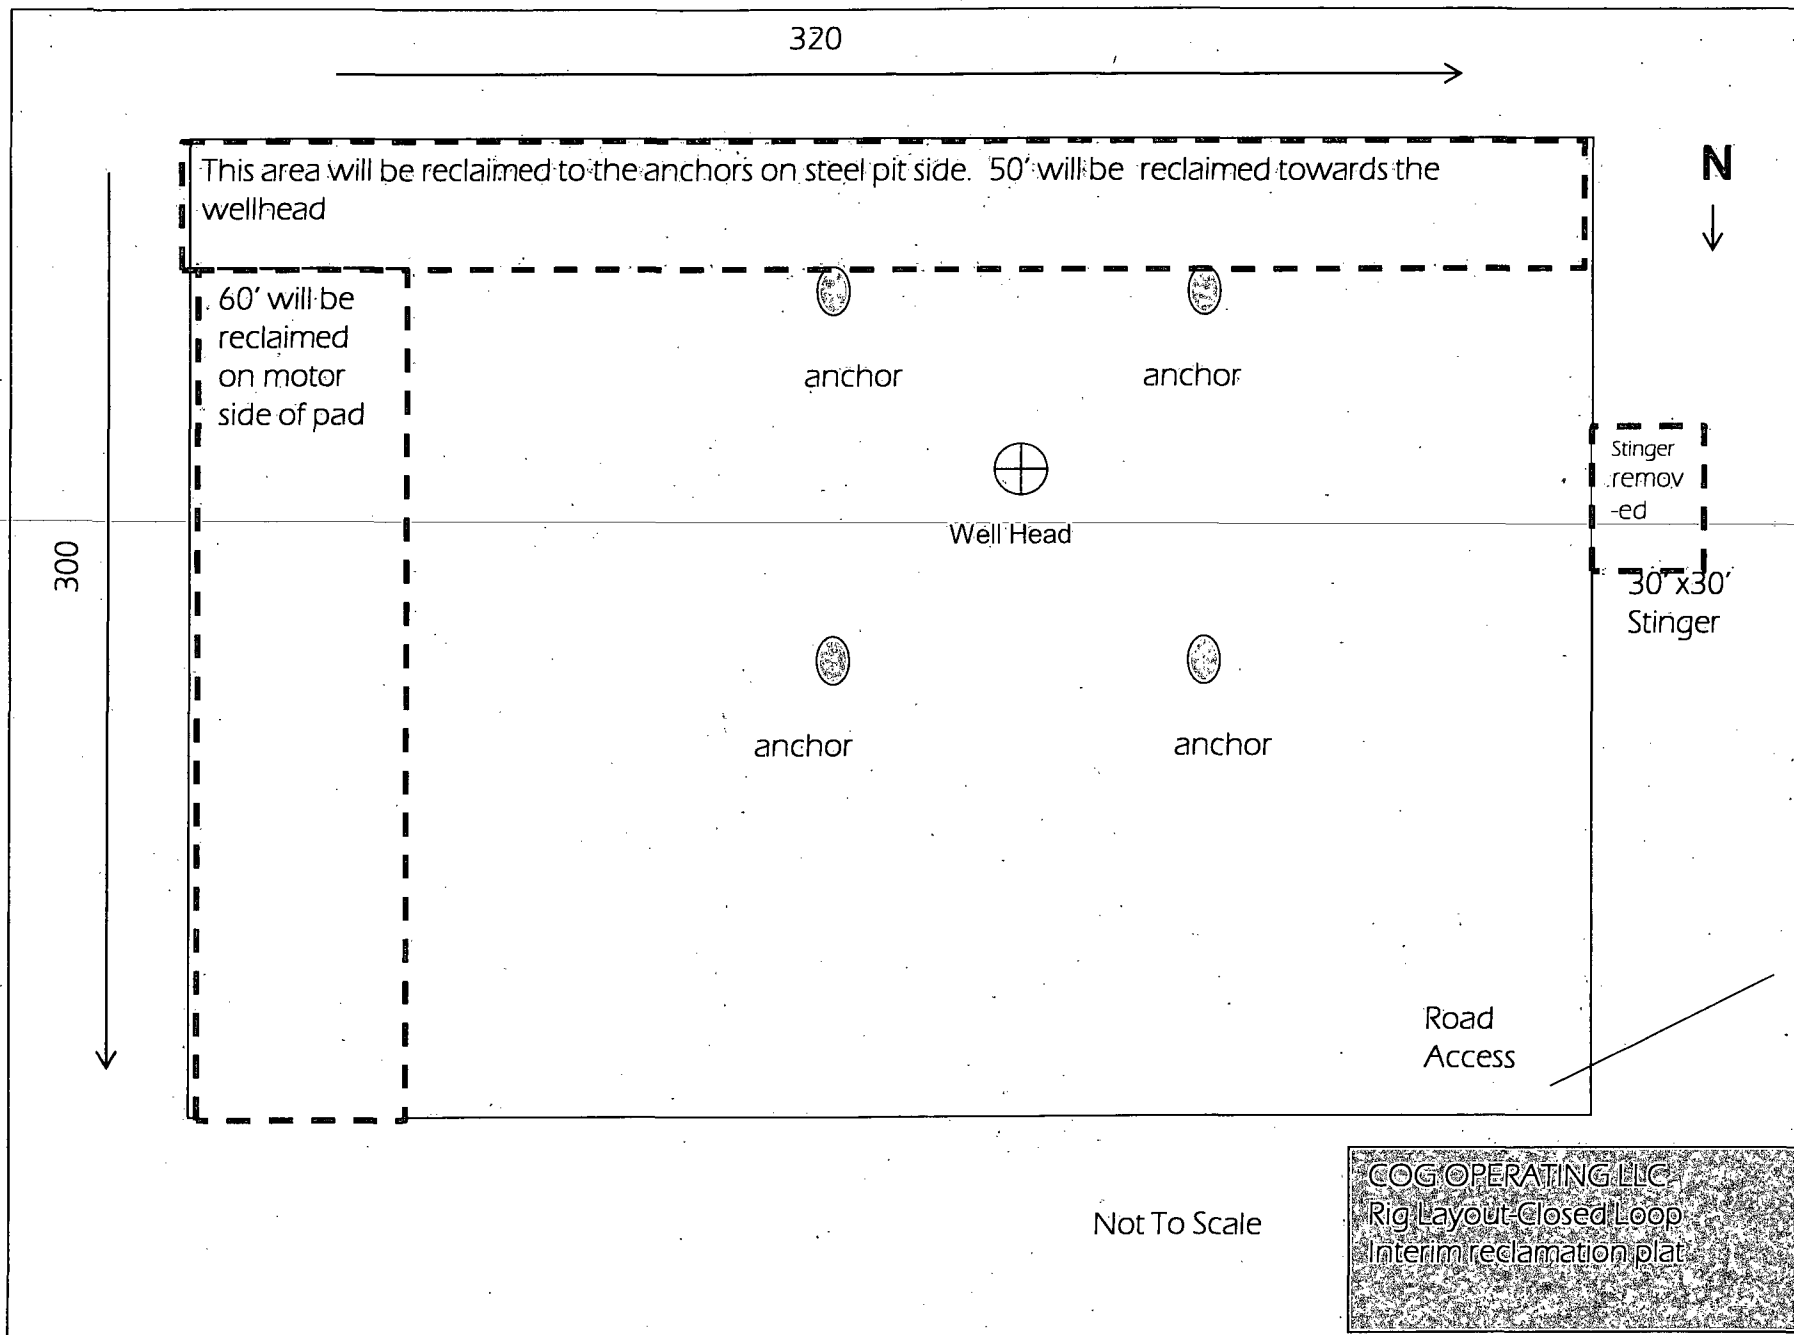 320
This area will be reclaimed to the anchors on steel pit side. 50' will be reclaimed towards the
wellhead
N
60' will be
reclaimed
on motor
side of pad
anchor
anchor
Stinger
remov
-ed
Well Head
300
30' x30'
Stinger
anchor
anchor
Road
Access
Not To Scale
COG OPERATING LLC
Rig Layout Closed Loop
Interim reclamation plat